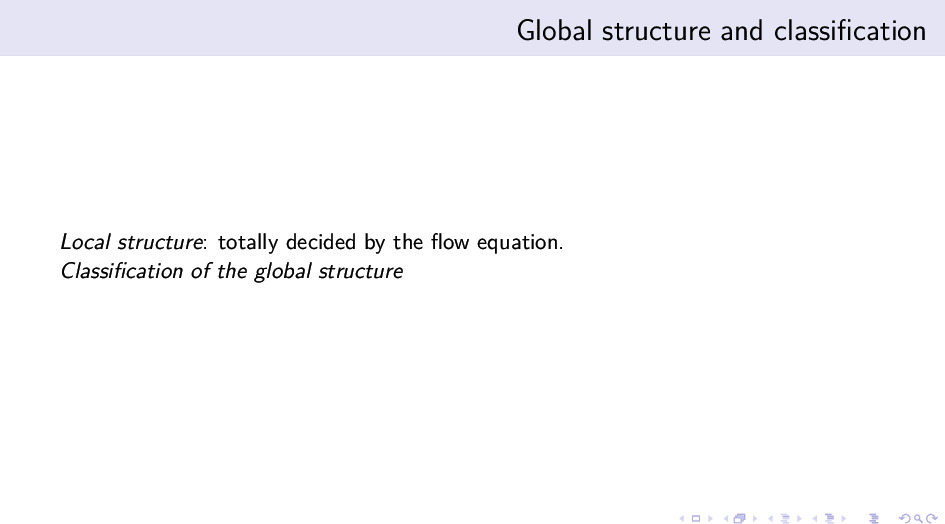 Global structure and classification
Local structure: totally decided by the flow equation.
Classification of the global structure